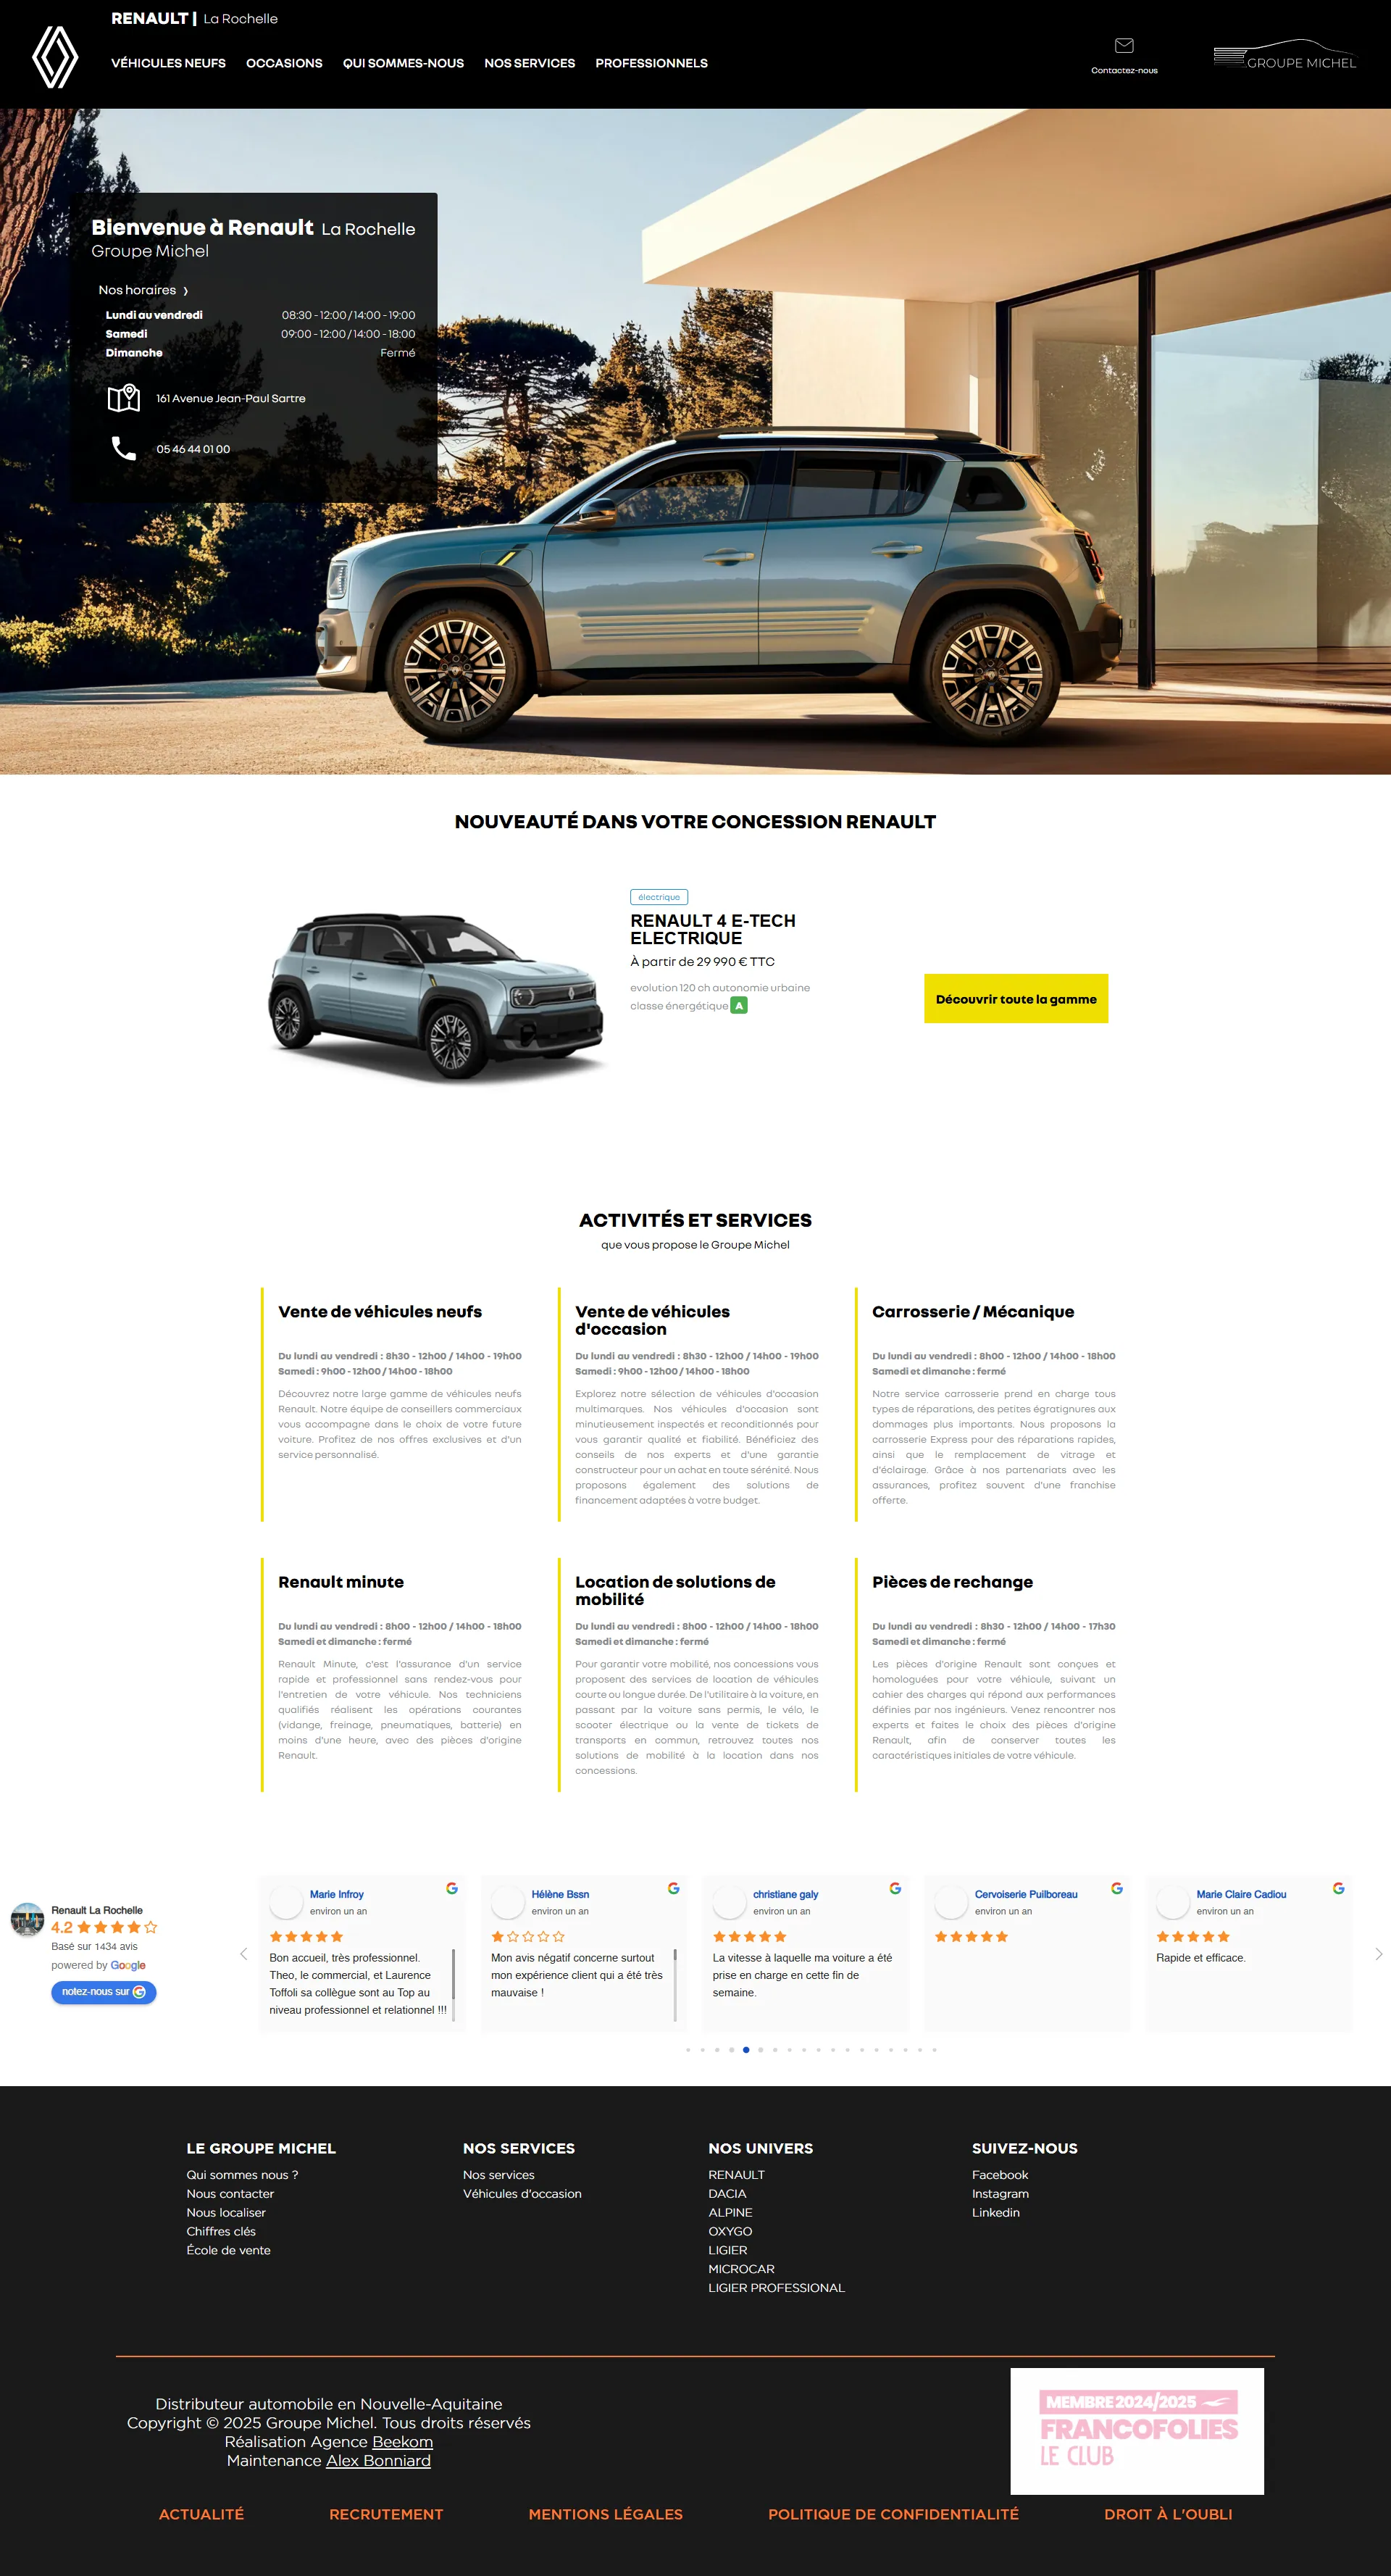 RENAULT | La Rochelle
VÉHICULES NEUFS OCCASIONS QUI SOMMES-NOUS NOS SERVICES PROFESSIONNELS
Contactez-nous
GROUPE MICHEL
Bienvenue à Renault La Rochelle
Groupe Michel
Nos horaires ❯
Lundi au vendredi 08:30 - 12:00 / 14:00 - 19:00
Samedi 09:00 - 12:00 / 14:00 - 18:00
Dimanche Fermé
161 Avenue Jean-Paul Sartre
05 46 44 01 00
NOUVEAUTÉ DANS VOTRE CONCESSION RENAULT
électrique
RENAULT 4 E-TECH
ELECTRIQUE
À partir de 29 990 € TTC
evolution 120 ch autonomie urbaine
classe énergétique A
Découvrir toute la gamme
ACTIVITÉS ET SERVICES
que vous propose le Groupe Michel
Vente de véhicules neufs
Du lundi au vendredi : 8h30 - 12h00 / 14h00 - 19h00
Samedi : 9h00 - 12h00 / 14h00 - 18h00
Découvrez notre large gamme de véhicules neufs
Renault. Notre équipe de conseillers commerciaux
vous accompagne dans le choix de votre future
voiture. Profitez de nos offres exclusives et d'un
service personnalisé.
Vente de véhicules
d'occasion
Du lundi au vendredi : 8h30 - 12h00 / 14h00 - 19h00
Samedi : 9h00 - 12h00 / 14h00 - 18h00
Explorez notre sélection de véhicules d'occasion
multimarques. Nos véhicules d'occasion sont
minutieusement inspectés et reconditionnés pour
vous garantir qualité et fiabilité. Bénéficiez des
conseils de nos experts et d'une garantie
constructeur pour un achat en toute sérénité. Nous
proposons également des solutions de
financement adaptées à votre budget.
Carrosserie / Mécanique
Du lundi au vendredi : 8h00 - 12h00 / 14h00 - 18h00
Samedi et dimanche : fermé
Notre service carrosserie prend en charge tous
types de réparations, des petites égratignures aux
dommages plus importants. Nous proposons la
carrosserie Express pour des réparations rapides,
ainsi que le remplacement de vitrage et
d'éclairage. Grâce à nos partenariats avec les
assurances, profitez souvent d'une franchise
offerte.
Renault minute
Du lundi au vendredi : 8h00 - 12h00 / 14h00 - 18h00
Samedi et dimanche : fermé
Renault Minute, c'est l'assurance d'un service
rapide et professionnel sans rendez-vous pour
l'entretien de votre véhicule. Nos techniciens
qualifiés réalisent les opérations courantes
(vidange, freinage, pneumatiques, batterie) en
moins d'une heure, avec des pièces d'origine
Renault.
Location de solutions de
mobilité
Du lundi au vendredi : 8h00 - 12h00 / 14h00 - 18h00
Samedi et dimanche : fermé
Pour garantir votre mobilité, nos concessions vous
proposent des services de location de véhicules
courte ou longue durée. De l'utilitaire à la voiture, en
passant par la voiture sans permis, le vélo, le
scooter électrique ou la vente de tickets de
transports en commun, retrouvez toutes nos
solutions de mobilité à la location dans nos
concessions.
Pièces de rechange
Du lundi au vendredi : 8h30 - 12h00 / 14h00 - 17h30
Samedi et dimanche : fermé
Les pièces d'origine Renault sont conçues et
homologuées pour votre véhicule, suivant un
cahier des charges qui répond aux performances
définies par nos ingénieurs. Venez rencontrer nos
experts et faites le choix des pièces d'origine
Renault, afin de conserver toutes les
caractéristiques initiales de votre véhicule.
Renault La Rochelle
4.2
Basé sur 1434 avis
powered by Google
notez-nous sur
Marie Infroy
environ un an
Bon accueil, très professionnel.
Theo, le commercial, et Laurence
Toffoli sa collègue sont au Top au
niveau professionnel et relationnel !!!
Hélène Bssn
environ un an
Mon avis négatif concerne surtout
mon expérience client qui a été très
mauvaise !
christiane galy
environ un an
La vitesse à laquelle ma voiture a été
prise en charge en cette fin de
semaine.
Cervoiserie Puilboreau
environ un an
Marie Claire Cadiou
environ un an
Rapide et efficace.
LE GROUPE MICHEL
Qui sommes nous ?
Nous contacter
Nous localiser
Chiffres clés
École de vente
NOS SERVICES
Nos services
Véhicules d'occasion
NOS UNIVERS
RENAULT
DACIA
ALPINE
OXYGO
LIGIER
MICROCAR
LIGIER PROFESSIONAL
SUIVEZ-NOUS
Facebook
Instagram
Linkedin
Distributeur automobile en Nouvelle-Aquitaine
Copyright © 2025 Groupe Michel. Tous droits réservés
Réalisation Agence Beekom
Maintenance Alex Bonniard
MEMBRE 2024/2025
FRANCOFOLIES
LE CLUB
ACTUALITÉ RECRUTEMENT MENTIONS LÉGALES POLITIQUE DE CONFIDENTIALITÉ DROIT À L'OUBLI